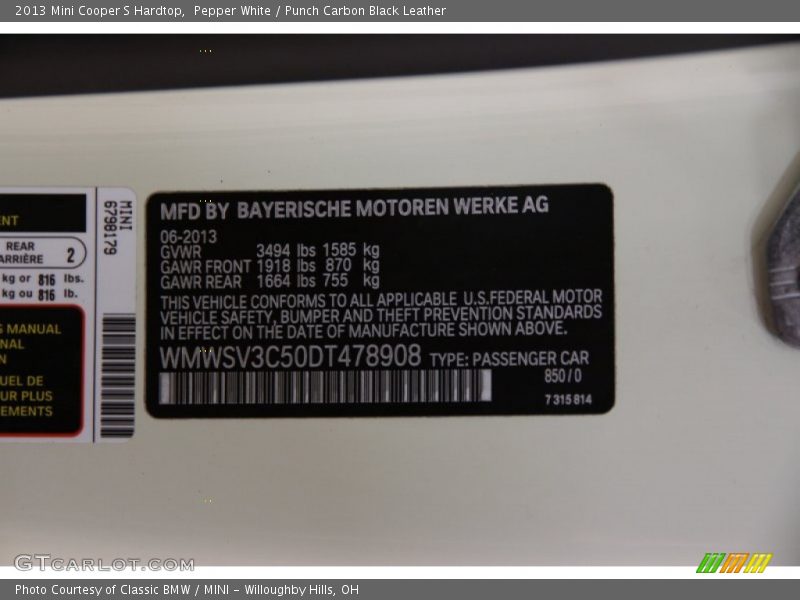 2013 Mini Cooper S Hardtop,  Pepper White / Punch Carbon Black Leather
ENT
REAR
ARRIÈRE 2
kg or 816 lbs.
kg ou 816 lb.
S MANUAL
NAL
N
UEL DE
UR PLUS
EMENTS
MINI
6798179
MFD BY BAYERISCHE MOTOREN WERKE AG
06-2013
GVWR 3494 lbs 1585 kg
GAWR FRONT 1918 lbs 870 kg
GAWR REAR 1664 lbs 755 kg
THIS VEHICLE CONFORMS TO ALL APPLICABLE U.S.FEDERAL MOTOR
VEHICLE SAFETY, BUMPER AND THEFT PREVENTION STANDARDS
IN EFFECT ON THE DATE OF MANUFACTURE SHOWN ABOVE.
WMWSV3C50DT478908 TYPE: PASSENGER CAR
850/0
7 315 814
GTCARLOT.COM
Photo Courtesy of Classic BMW / MINI - Willoughby Hills, OH